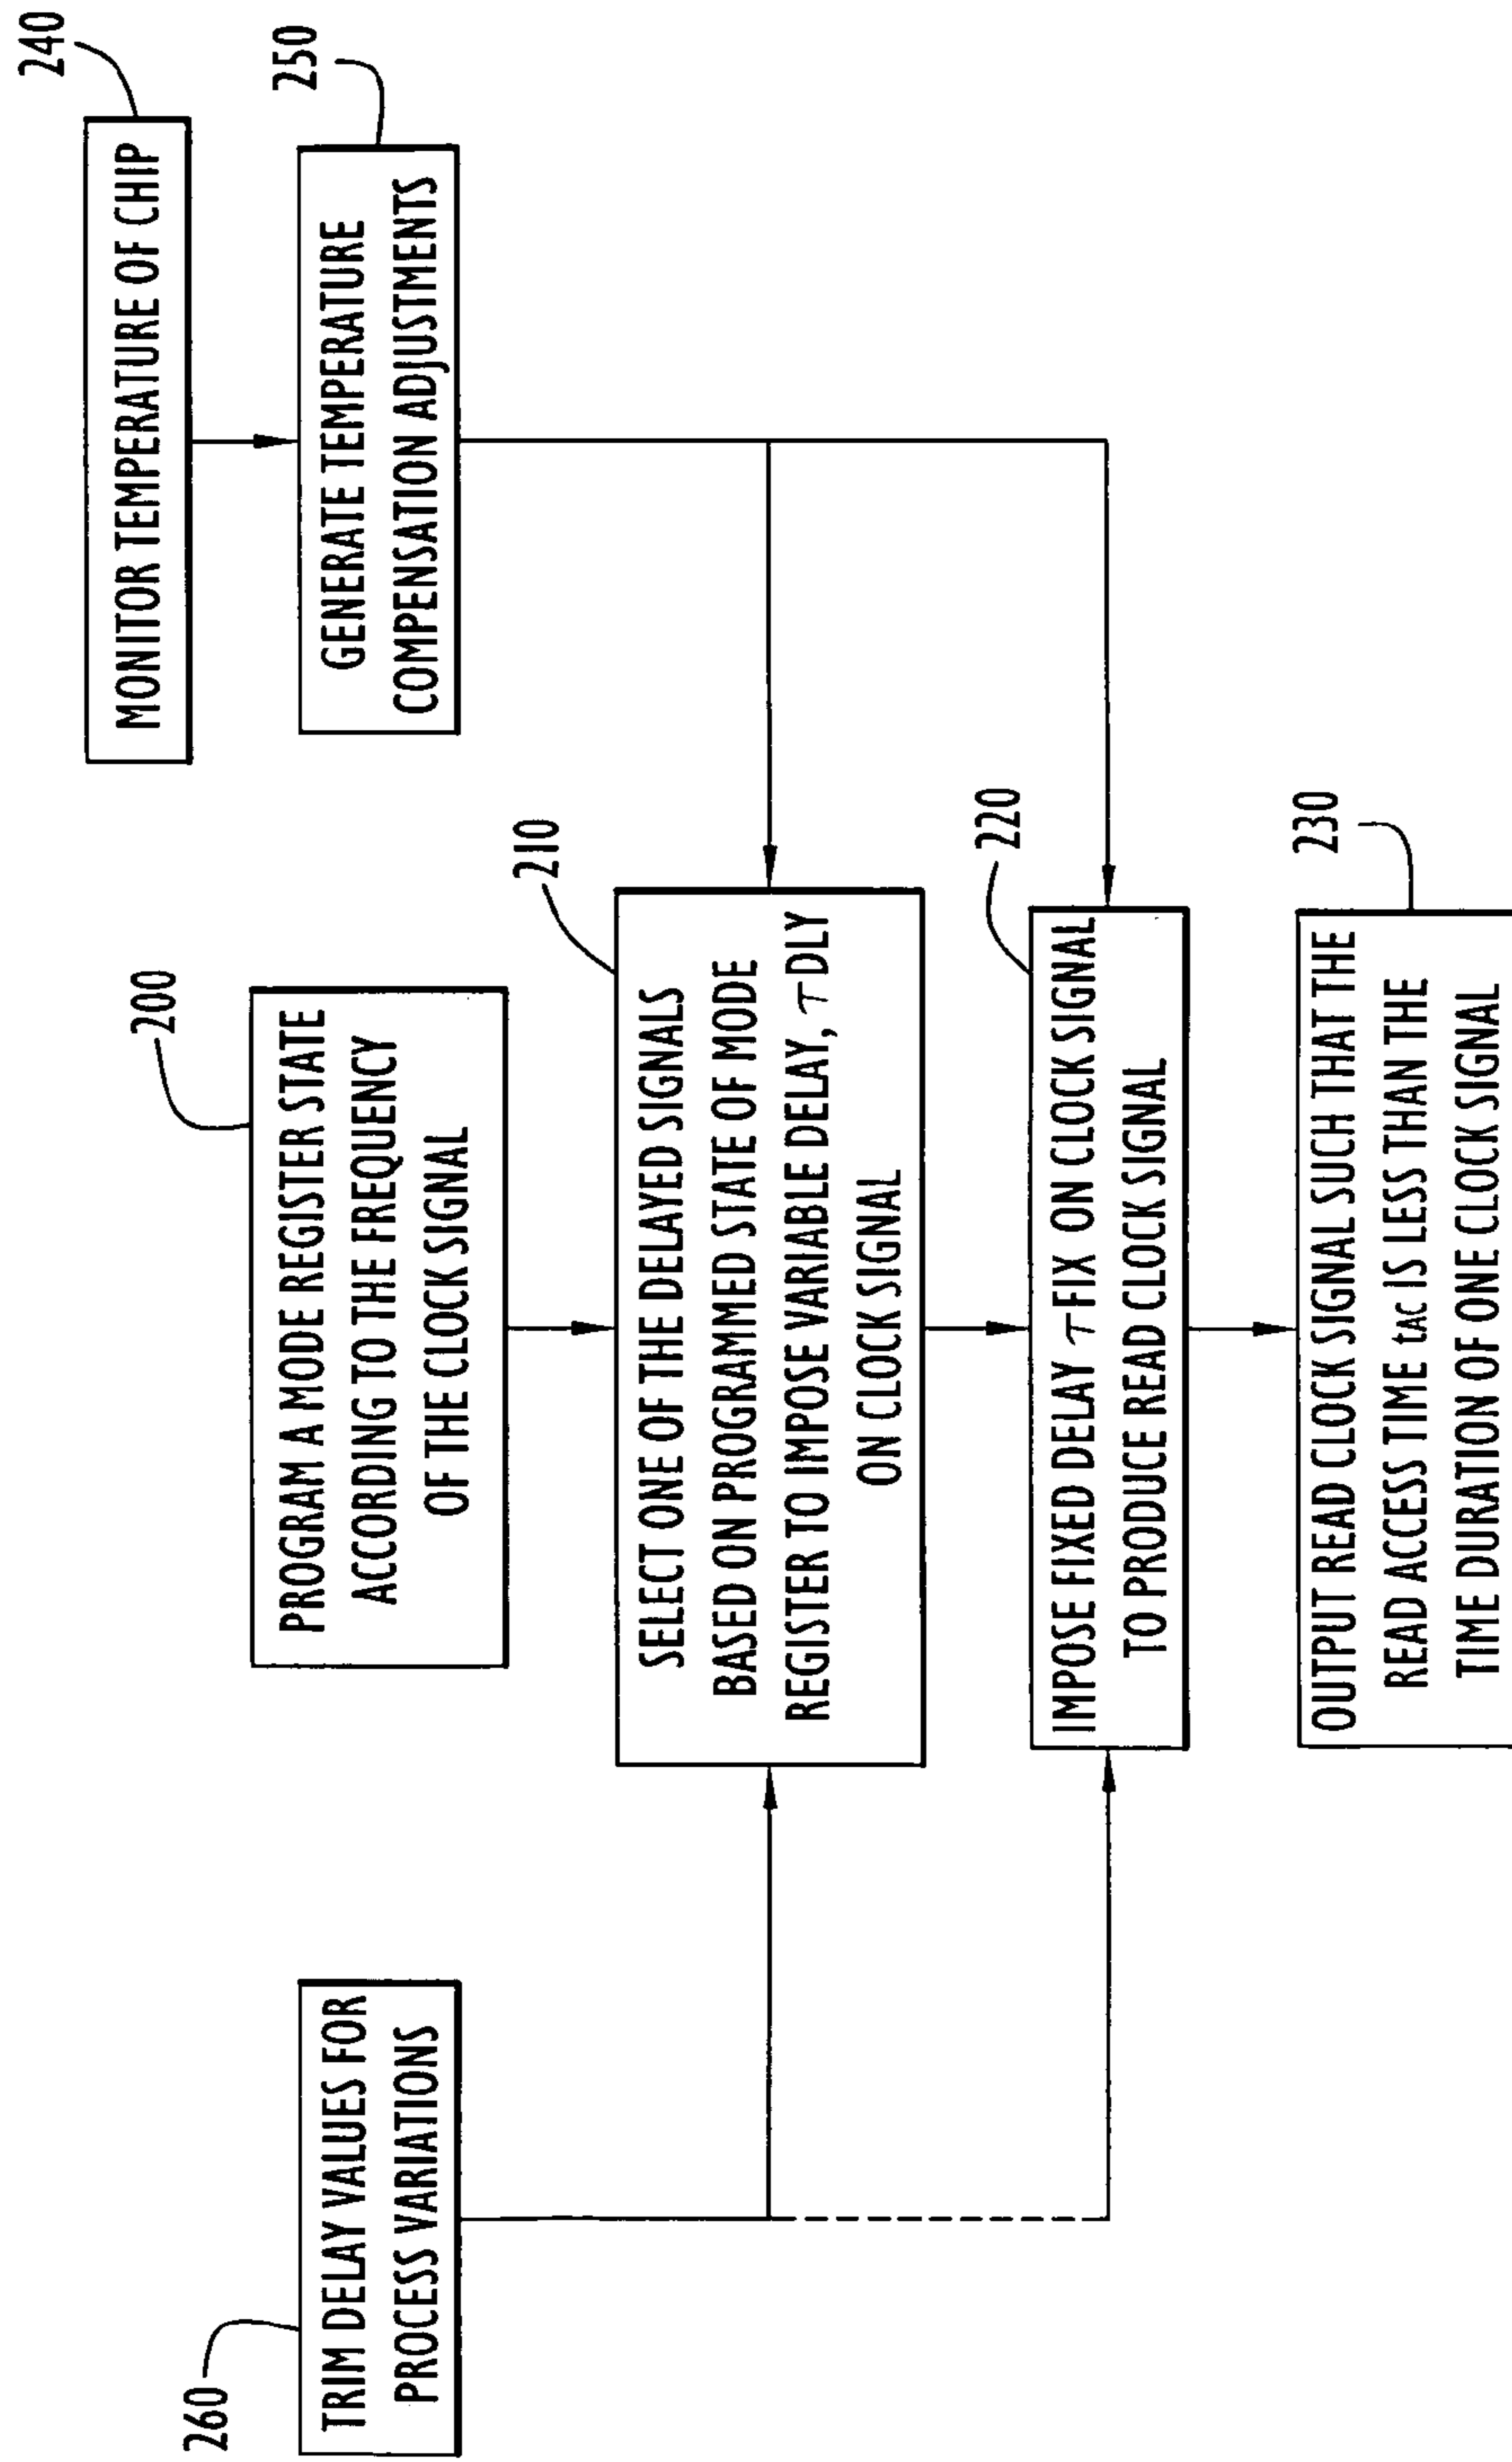 240
MONITOR TEMPERATURE OF CHIP
250
GENERATE TEMPERATURE
COMPENSATION ADJUSTMENTS
200
PROGRAM A MODE REGISTER STATE
ACCORDING TO THE FREQUENCY
OF THE CLOCK SIGNAL
260
TRIM DELAY VALUES FOR
PROCESS VARIATIONS
210
SELECT ONE OF THE DELAYED SIGNALS
BASED ON PROGRAMMED STATE OF MODE
REGISTER TO IMPOSE VARIABLE DELAY, τDLY
ON CLOCK SIGNAL
220
IMPOSE FIXED DELAY τFIX ON CLOCK SIGNAL
TO PRODUCE READ CLOCK SIGNAL
230
OUTPUT READ CLOCK SIGNAL SUCH THAT THE
READ ACCESS TIME tAC IS LESS THAN THE
TIME DURATION OF ONE CLOCK SIGNAL